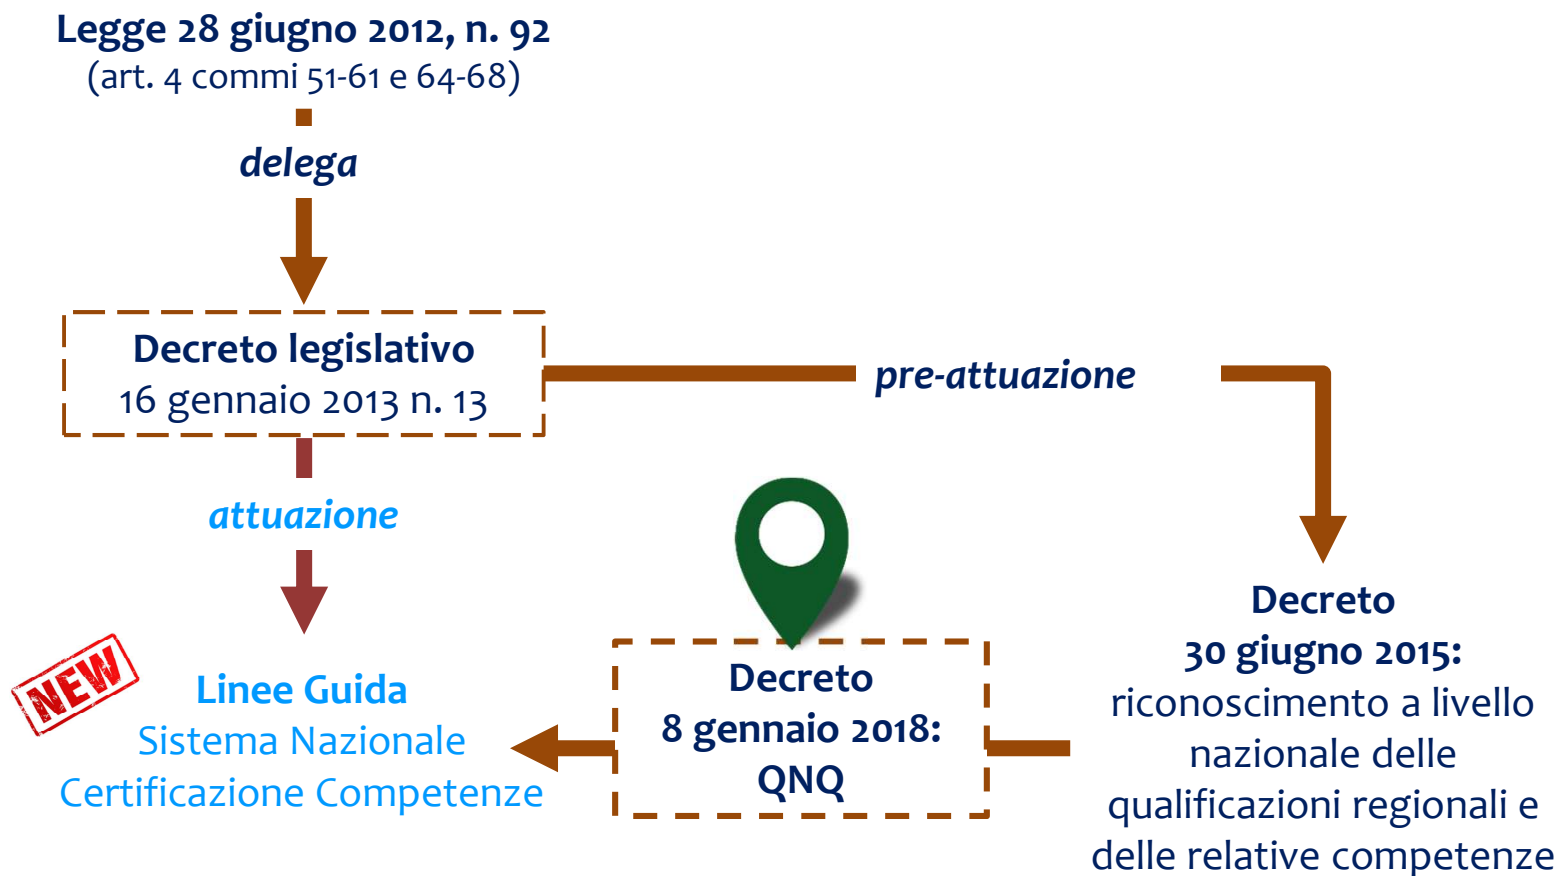 Legge 28 giugno 2012, n. 92
(art. 4 commi 51-61 e 64-68)
delega
Decreto legislativo
16 gennaio 2013 n. 13
pre-attuazione
attuazione
NEW
Linee Guida
Sistema Nazionale
Certificazione Competenze
Decreto
8 gennaio 2018:
QNQ
Decreto
30 giugno 2015:
riconoscimento a livello
nazionale delle
qualificazioni regionali e
delle relative competenze